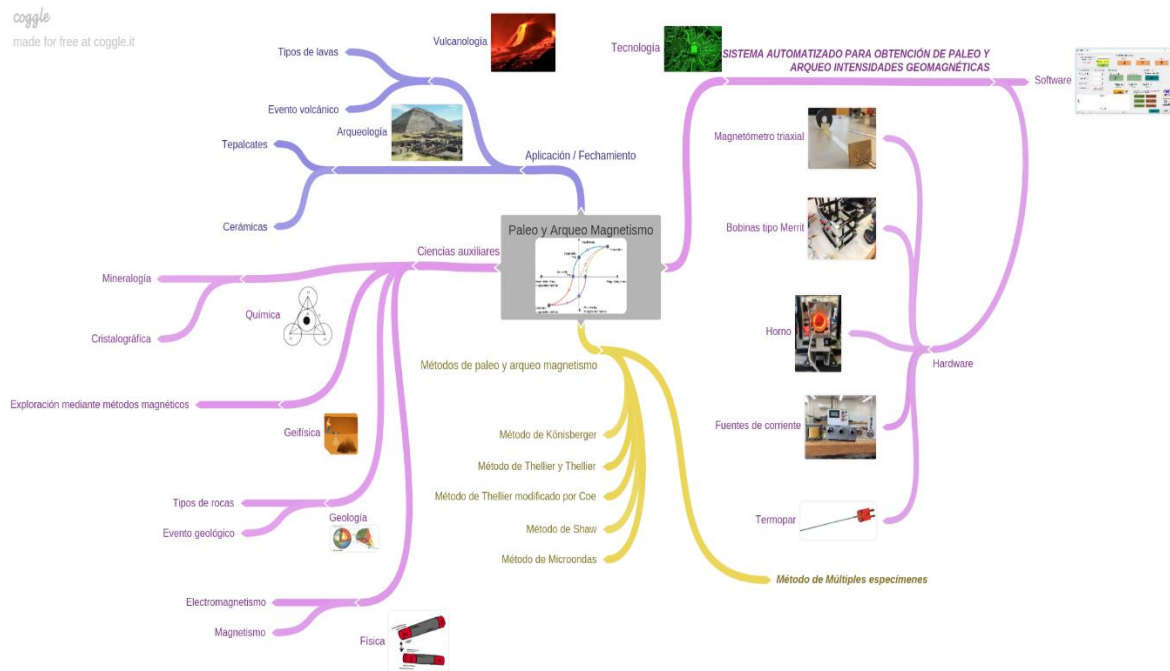 coggle
made for free at coggle.it
Vulcanología
Tipos de lavas
Evento volcánico
Arqueología
Tepalcates
Cerámicas
Aplicación / Fechamiento
Tecnología
SISTEMA AUTOMATIZADO PARA OBTENCIÓN DE PALEO Y
ARQUEO INTENSIDADES GEOMAGNÉTICAS
Software
Magnetómetro triaxial
Bobinas tipo Merrit
Horno
Hardware
Fuentes de corriente
Termopar
Paleo y Arqueo Magnetismo
Ciencias auxiliares
Mineralogía
Química
Cristalográfica
Exploración mediante métodos magnéticos
Geifísica
Tipos de rocas
Geología
Evento geológico
Electromagnetismo
Magnetismo
Física
Métodos de paleo y arqueo magnetismo
Método de Könisberger
Método de Thellier y Thellier
Método de Thellier modificado por Coe
Método de Shaw
Método de Microondas
Método de Múltiples especímenes